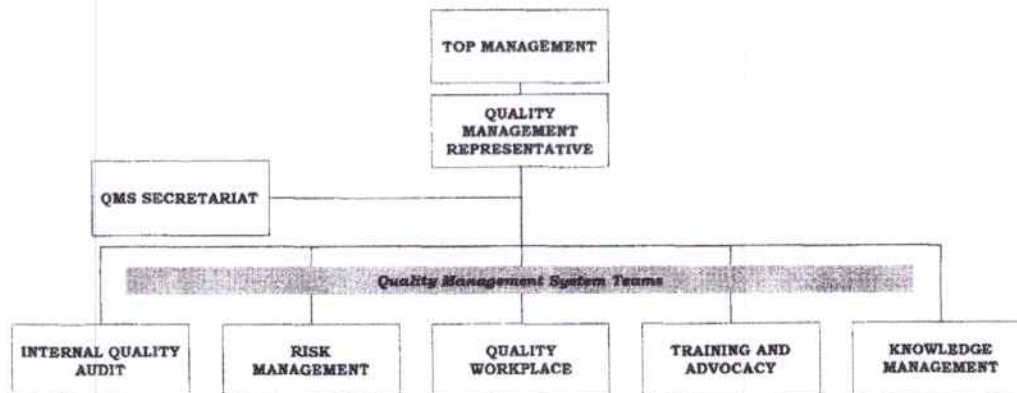 TOP MANAGEMENT
QUALITY
MANAGEMENT
REPRESENTATIVE
QMS SECRETARIAT
Quality Management System Teams
INTERNAL QUALITY
AUDIT
RISK
MANAGEMENT
QUALITY
WORKPLACE
TRAINING AND
ADVOCACY
KNOWLEDGE
MANAGEMENT